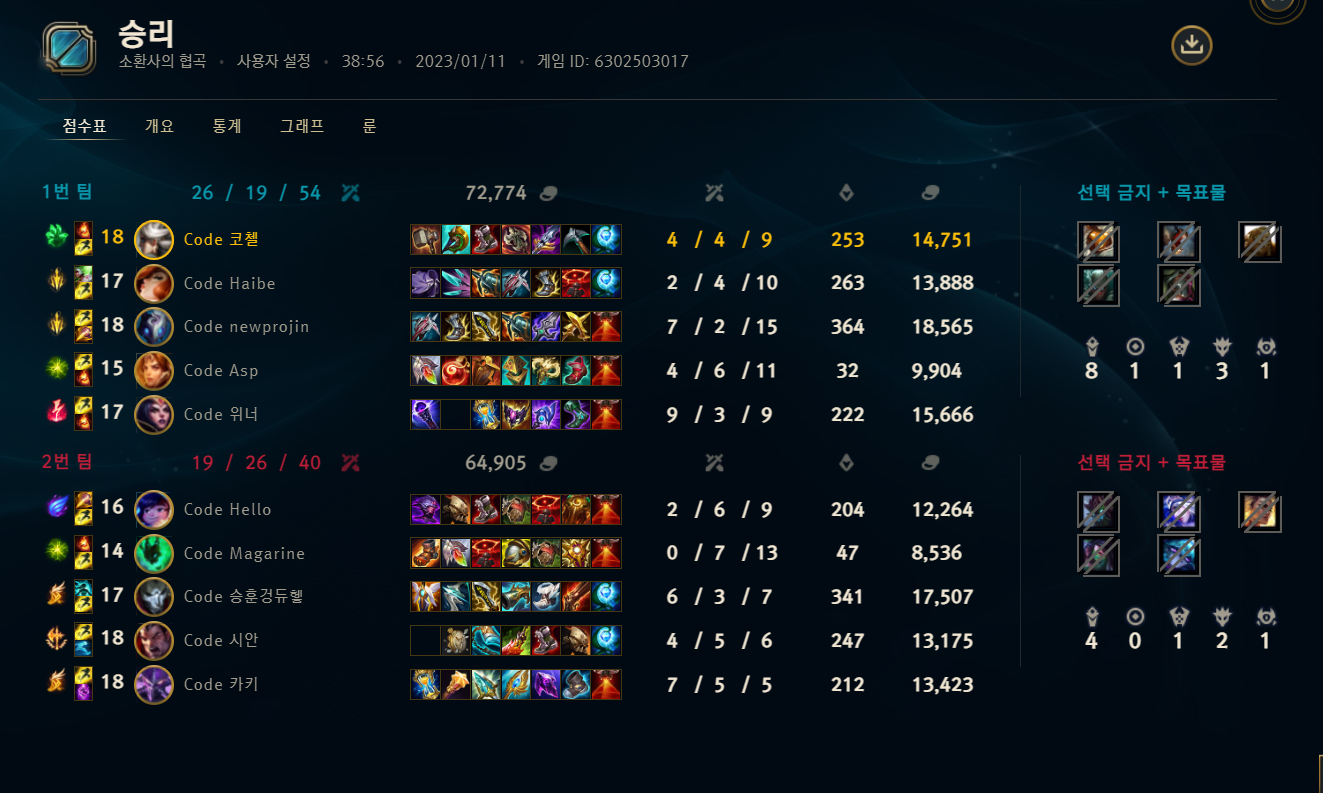 승리
소환사의 협곡 • 사용자 설정 • 38:56 • 2023/01/11 • 게임 ID: 6302503017
점수표 개요 통계 그래프 룬
1번 팀 26 / 19 / 54 72,774 선택 금지 + 목표물
18 Code 코첼 4 / 4 / 9 253 14,751
17 Code Haibe 2 / 4 / 10 263 13,888
18 Code newprojin 7 / 2 / 15 364 18,565
15 Code Asp 4 / 6 / 11 32 9,904
8 1 1 3 1
17 Code 위너 9 / 3 / 9 222 15,666
2번 팀 19 / 26 / 40 64,905 선택 금지 + 목표물
16 Code Hello 2 / 6 / 9 204 12,264
14 Code Magarine 0 / 7 / 13 47 8,536
17 Code 승훈겅듀헿 6 / 3 / 7 341 17,507
18 Code 시안 4 / 5 / 6 247 13,175
4 0 1 2 1
18 Code 카키 7 / 5 / 5 212 13,423